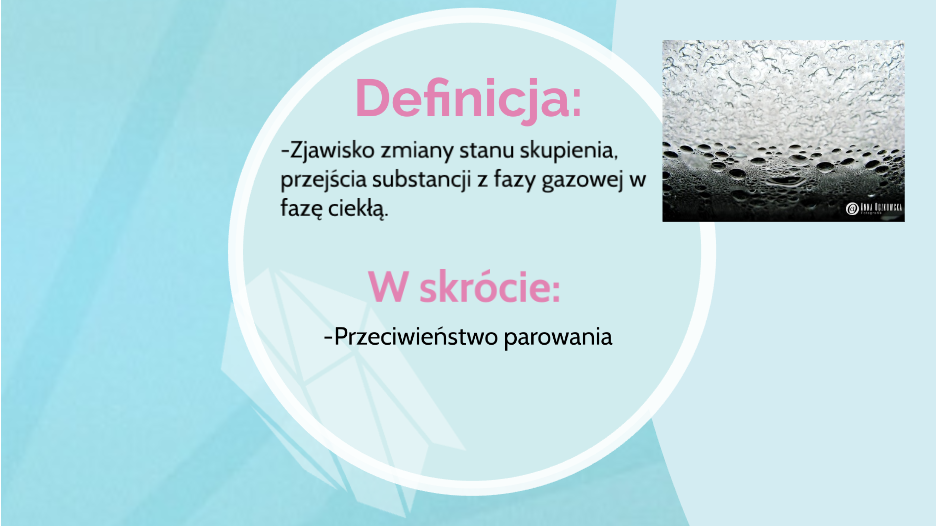 Definicja:
-Zjawisko zmiany stanu skupienia,
przejścia substancji z fazy gazowej w
fazę ciekłą.
W skrócie:
-Przeciwieństwo parowania